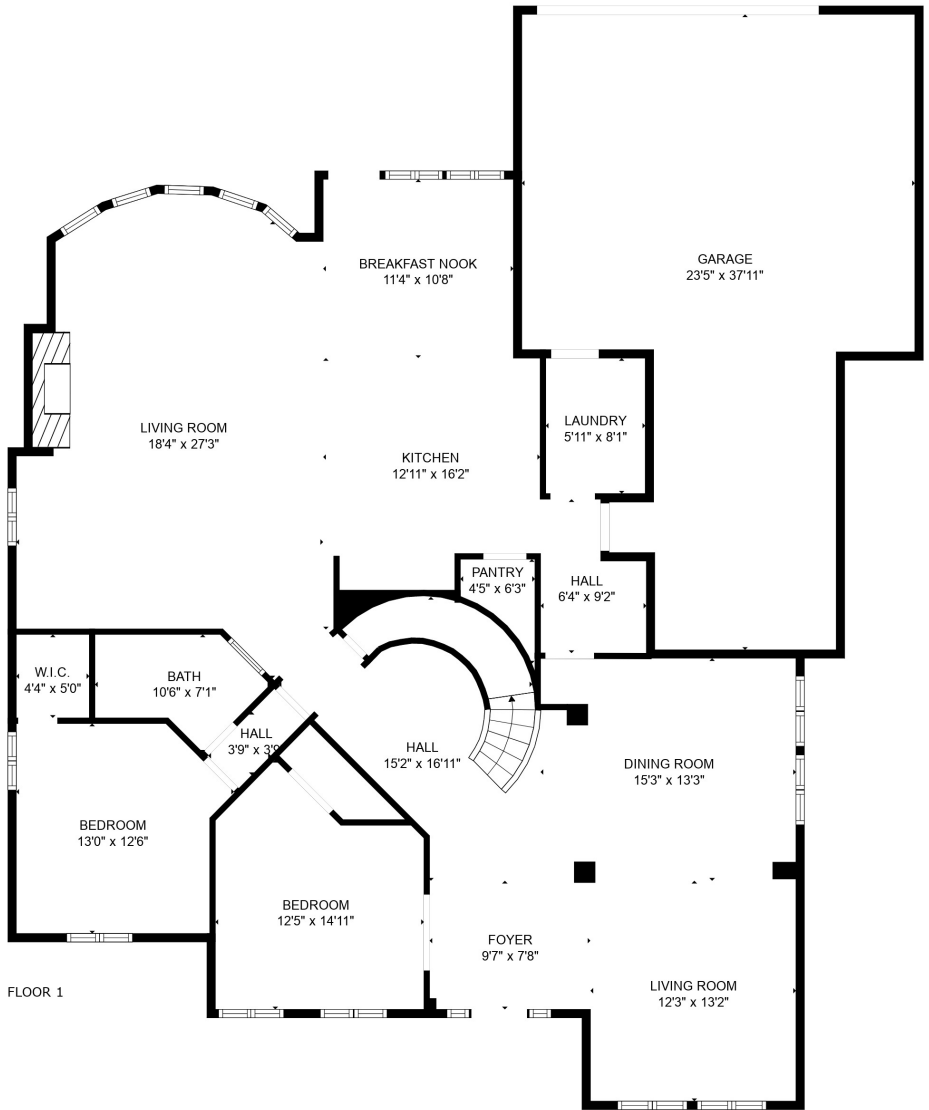 BREAKFAST NOOK
11'4" x 10'8"
GARAGE
23'5" x 37'11"
LIVING ROOM
18'4" x 27'3"
LAUNDRY
5'11" x 8'1"
KITCHEN
12'11" x 16'2"
PANTRY
4'5" x 6'3"
HALL
6'4" x 9'2"
W.I.C.
4'4" x 5'0"
BATH
10'6" x 7'1"
HALL
3'9" x 3'9
HALL
15'2" x 16'11"
DINING ROOM
15'3" x 13'3"
BEDROOM
13'0" x 12'6"
BEDROOM
12'5" x 14'11"
FOYER
9'7" x 7'8"
LIVING ROOM
12'3" x 13'2"
FLOOR 1